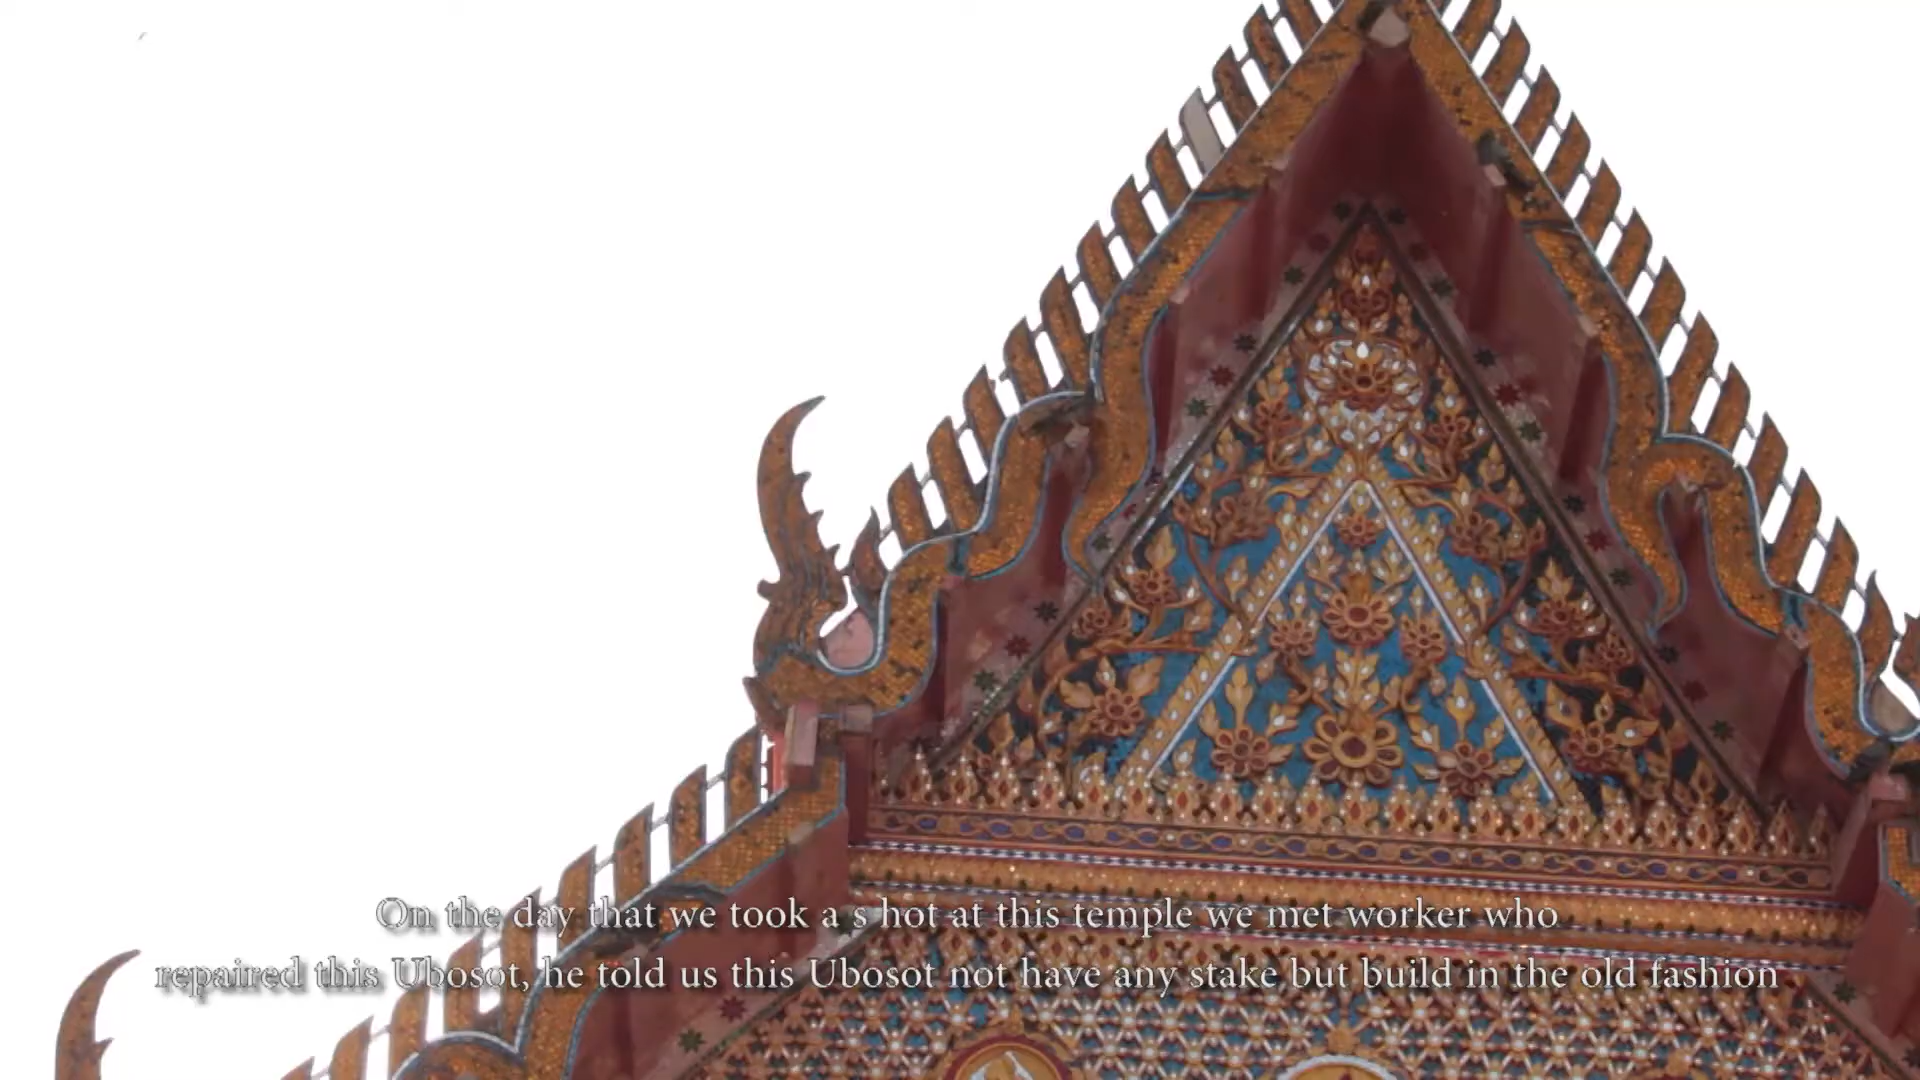 On the day that we took a s hot at this temple we met worker who
repaired this Ubosot, he told us this Ubosot not have any stake but build in the old fashion